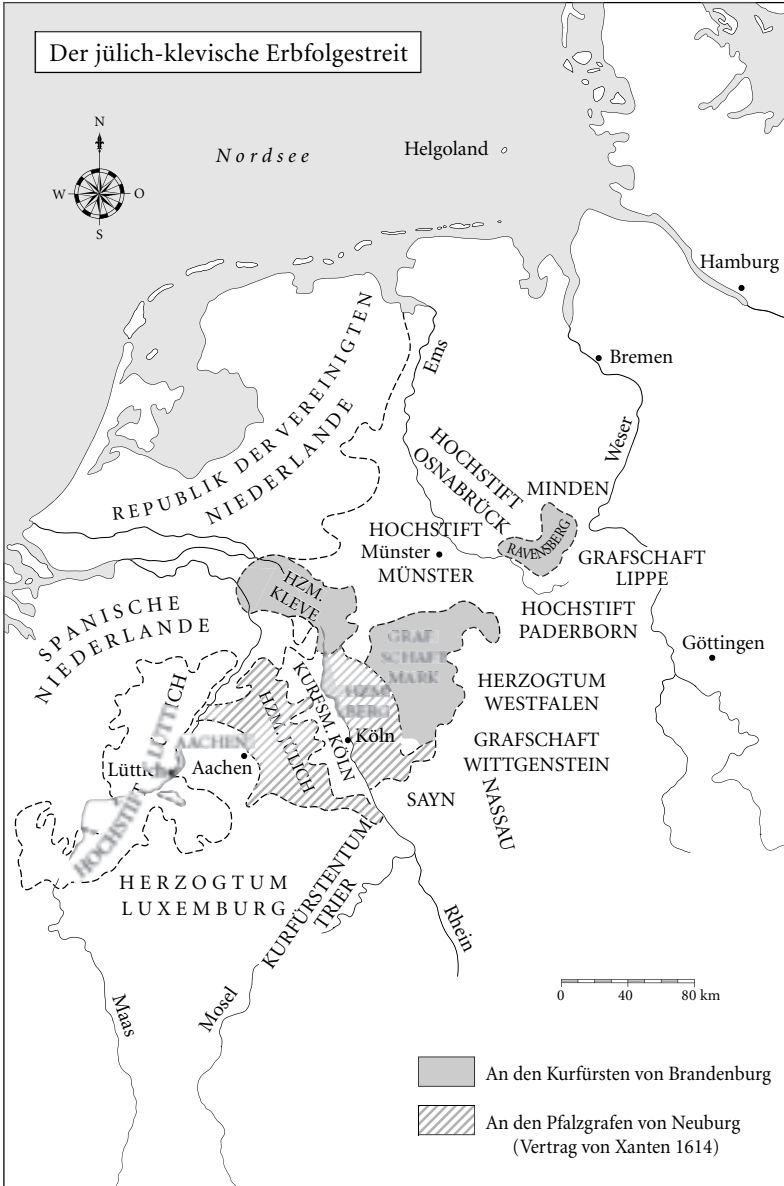 Der jülich-klevische Erbfolgestreit
N
W
O
S
Nordsee
Helgoland
Hamburg
Bremen
Ems
Weser
REPUBLIK DER VEREINIGTEN
NIEDERLANDE
HOCHSTIFT
OSNABRÜCK
MINDEN
RAVENSBERG
HOCHSTIFT
Münster
MÜNSTER
GRAFSCHAFT
LIPPE
HZM.
KLEVE
HOCHSTIFT
PADERBORN
SPANISCHE
NIEDERLANDE
GRAF
SCHAFT
MARK
Göttingen
HERZOGTUM
WESTFALEN
HZM.
BERG
KURFSM. KÖLN
HZM. JÜLICH
Köln
GRAFSCHAFT
WITTGENSTEIN
HOCHSTIFT LÜTTICH
AACHEN
Lüttich
Aachen
SAYN
NASSAU
HERZOGTUM
LUXEMBURG
KURFÜRSTENTUM
TRIER
Rhein
Maas
Mosel
0 40 80 km
An den Kurfürsten von Brandenburg
An den Pfalzgrafen von Neuburg
(Vertrag von Xanten 1614)